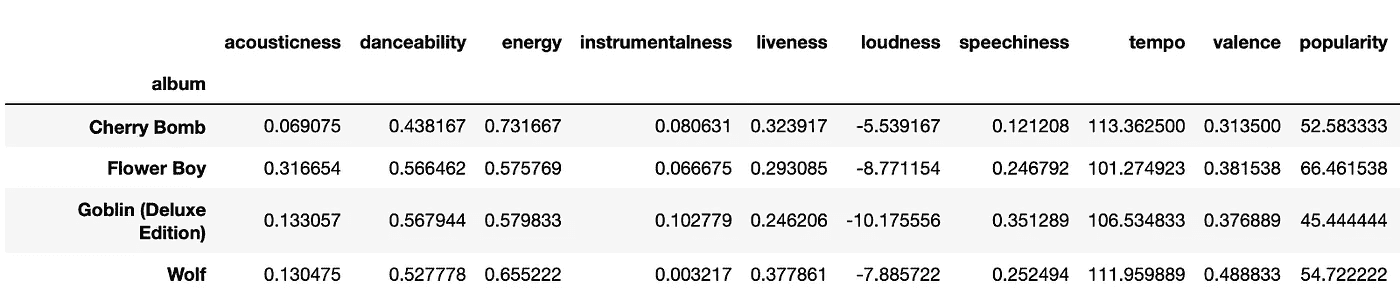 acousticness danceability energy instrumentalness liveness loudness speechiness tempo valence popularity
album
Cherry Bomb 0.069075 0.438167 0.731667 0.080631 0.323917 -5.539167 0.121208 113.362500 0.313500 52.583333
Flower Boy 0.316654 0.566462 0.575769 0.066675 0.293085 -8.771154 0.246792 101.274923 0.381538 66.461538
Goblin (Deluxe
Edition) 0.133057 0.567944 0.579833 0.102779 0.246206 -10.175556 0.351289 106.534833 0.376889 45.444444
Wolf 0.130475 0.527778 0.655222 0.003217 0.377861 -7.885722 0.252494 111.959889 0.488833 54.722222